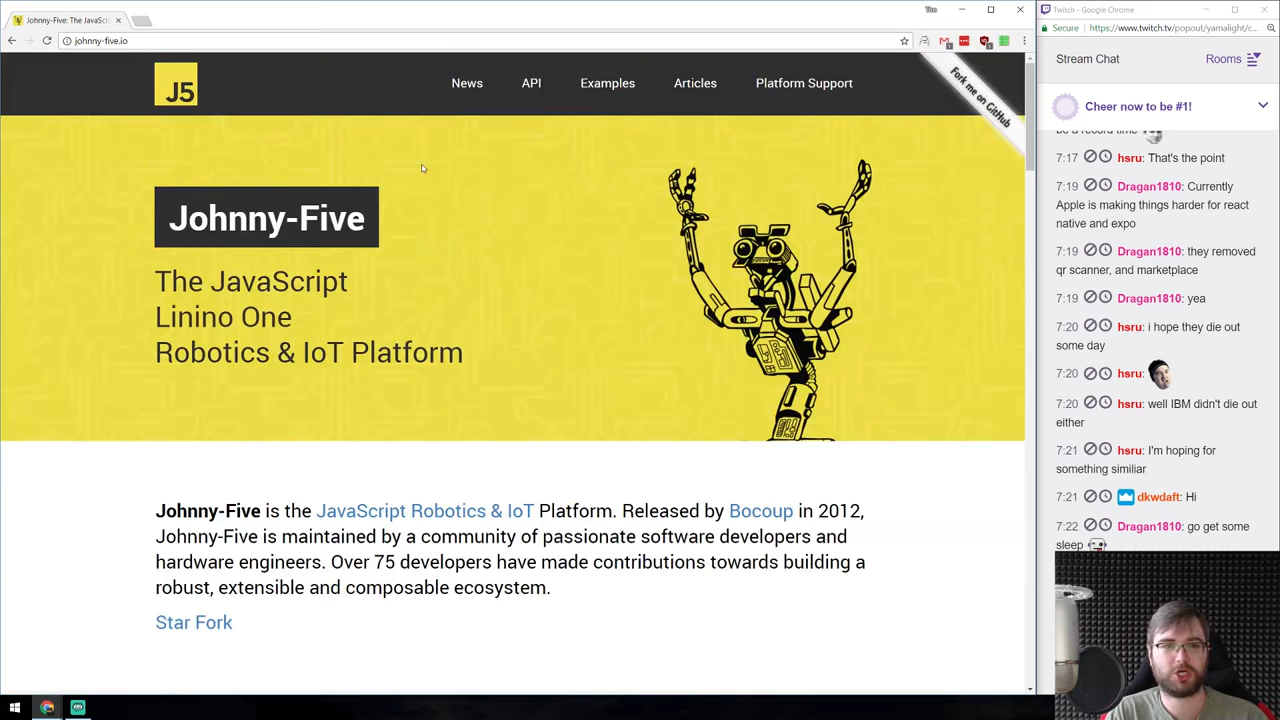 Johnny-Five: The JavaScr
johnny-five.io
J5
News
API
Examples
Articles
Platform Support
Fork me on GitHub
Johnny-Five
The JavaScript
Linino One
Robotics & IoT Platform
Johnny-Five is the JavaScript Robotics & IoT Platform. Released by Bocoup in 2012,
Johnny-Five is maintained by a community of passionate software developers and
hardware engineers. Over 75 developers have made contributions towards building a
robust, extensible and composable ecosystem.
Star Fork
Twitch - Google Chrome
Secure
https://www.twitch.tv/popout/yamalight/c...
Stream Chat
Rooms
Cheer now to be #1!
be a record time
7:17 hsru: That's the point
7:19 Dragan1810: Currently
Apple is making things harder for react
native and expo
7:19 Dragan1810: they removed
qr scanner, and marketplace
7:19 Dragan1810: yea
7:20 hsru: i hope they die out
some day
7:20 hsru:
7:20 hsru: well IBM didn't die out
either
7:21 hsru: I'm hoping for
something similiar
7:21 dkwdaft: Hi
7:22 Dragan1810: go get some
sleep